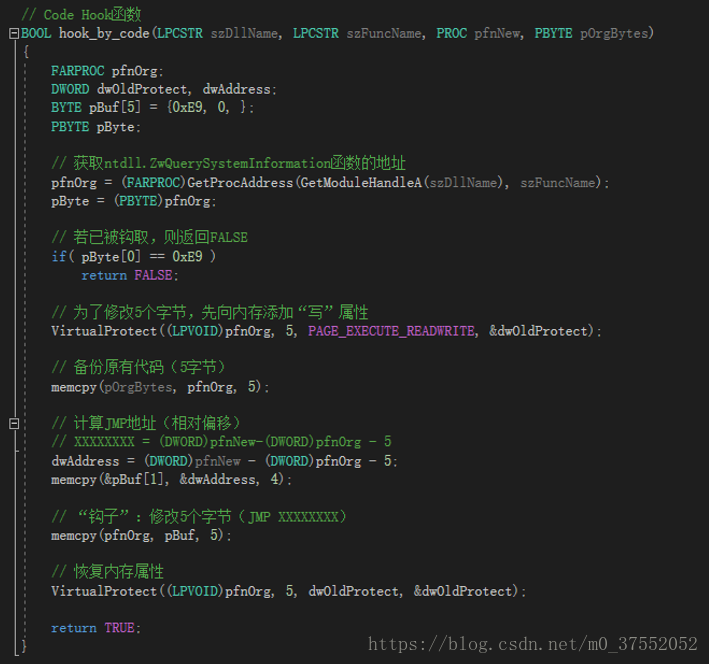 // Code Hook函数
BOOL hook_by_code(LPCSTR szDllName, LPCSTR szFuncName, PROC pfnNew, PBYTE pOrgBytes)
{
FARPROC pfnOrg;
DWORD dwOldProtect, dwAddress;
BYTE pBuf[5] = {0xE9, 0, };
PBYTE pByte;
// 获取ntdll.ZwQuerySystemInformation函数的地址
pfnOrg = (FARPROC)GetProcAddress(GetModuleHandleA(szDllName), szFuncName);
pByte = (PBYTE)pfnOrg;
// 若已被钩取，则返回FALSE
if( pByte[0] == 0xE9 )
return FALSE;
// 为了修改5个字节，先向内存添加“写”属性
VirtualProtect((LPVOID)pfnOrg, 5, PAGE_EXECUTE_READWRITE, &dwOldProtect);
// 备份原有代码（5字节）
memcpy(pOrgBytes, pfnOrg, 5);
// 计算JMP地址（相对偏移）
// XXXXXXXX = (DWORD)pfnNew-(DWORD)pfnOrg - 5
dwAddress = (DWORD)pfnNew - (DWORD)pfnOrg - 5;
memcpy(&pBuf[1], &dwAddress, 4);
// “钩子”：修改5个字节（JMP XXXXXXXX）
memcpy(pfnOrg, pBuf, 5);
// 恢复内存属性
VirtualProtect((LPVOID)pfnOrg, 5, dwOldProtect, &dwOldProtect);
return TRUE;
}
https://blog.csdn.net/m0_37552052